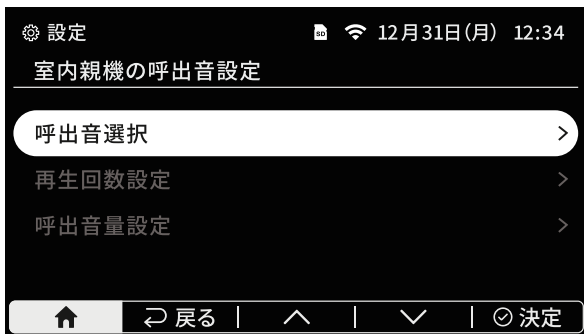 設定 SD 12月31日(月) 12:34
室内親機の呼出音設定
呼出音選択
再生回数設定
呼出音量設定
戻る 決定